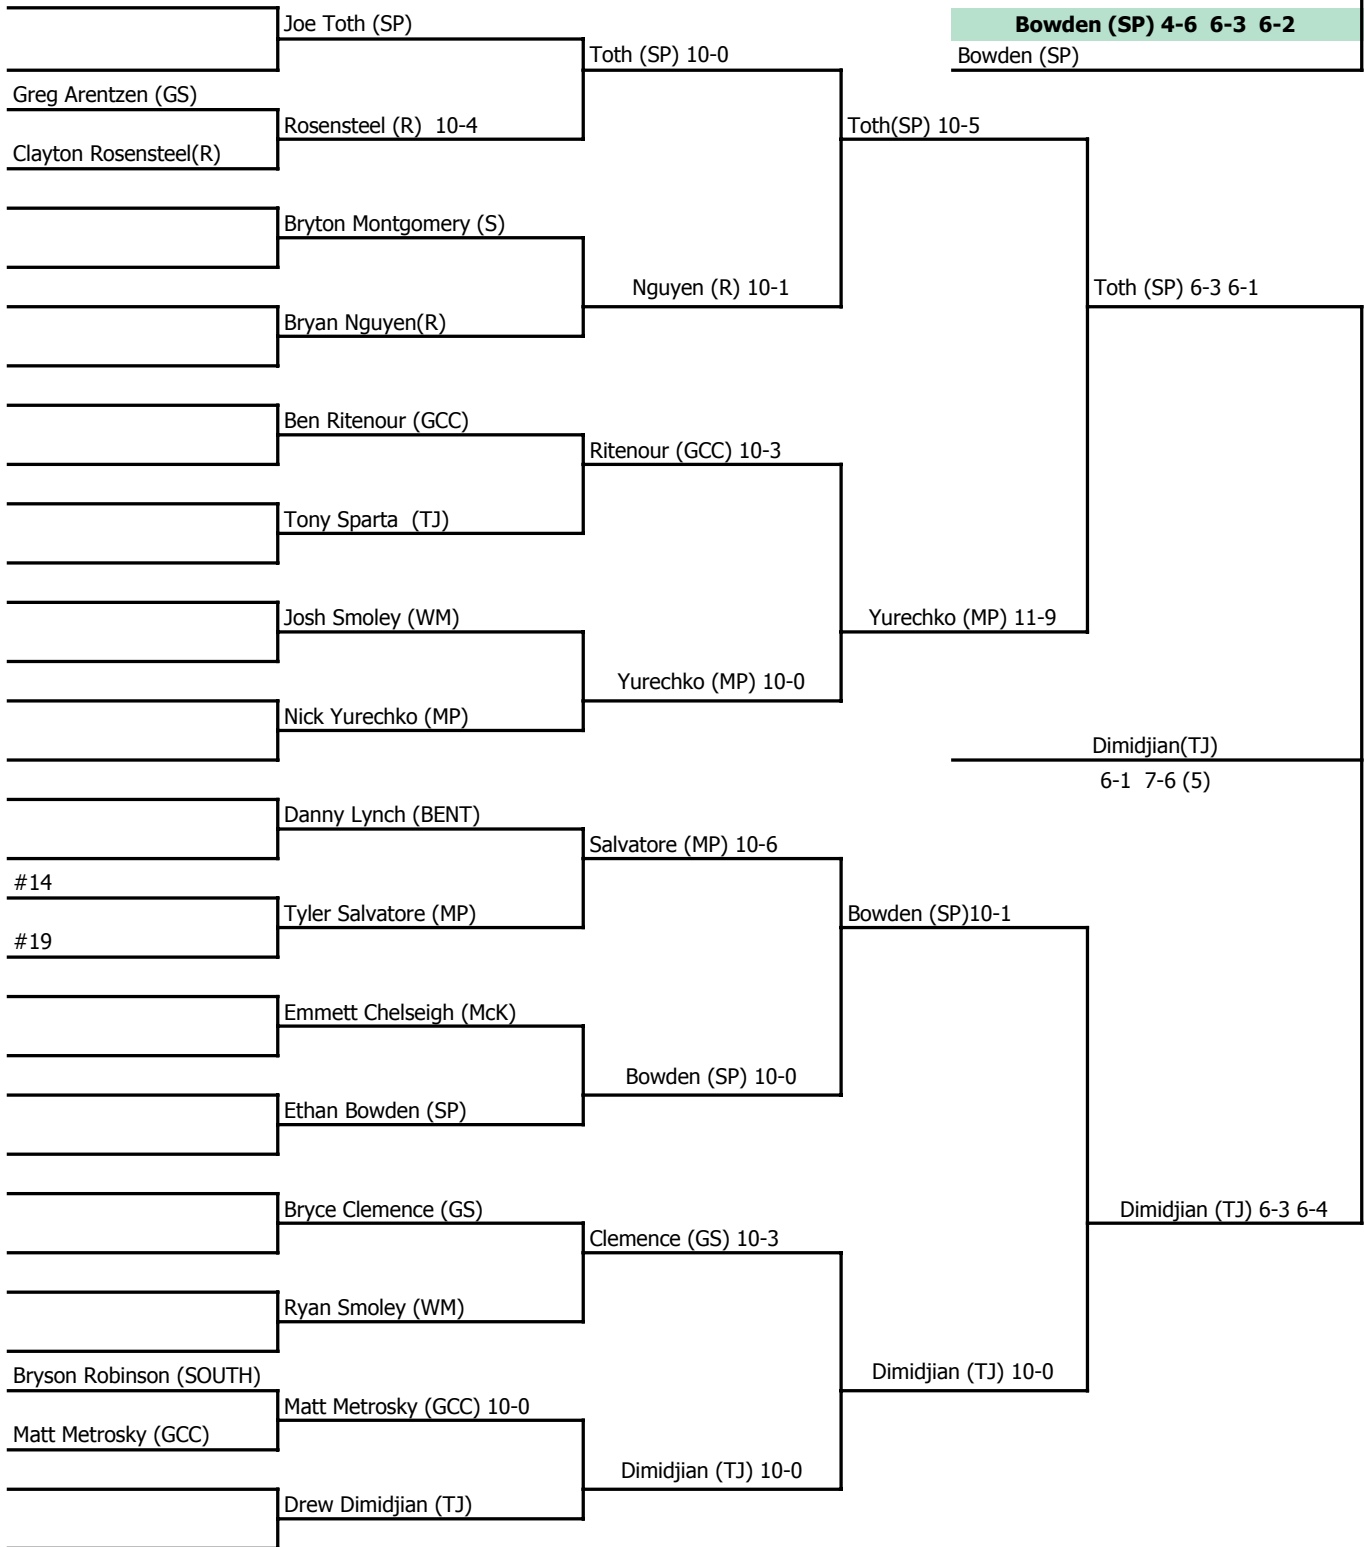 Joe Toth (SP)
Bowden (SP) 4-6 6-3 6-2
Toth (SP) 10-0
Bowden (SP)
Greg Arentzen (GS)
Rosensteel (R) 10-4
Toth(SP) 10-5
Clayton Rosensteel(R)
Bryton Montgomery (S)
Nguyen (R) 10-1
Toth (SP) 6-3 6-1
Bryan Nguyen(R)
Ben Ritenour (GCC)
Ritenour (GCC) 10-3
Tony Sparta (TJ)
Josh Smoley (WM)
Yurechko (MP) 11-9
Yurechko (MP) 10-0
Nick Yurechko (MP)
Dimidjian(TJ)
6-1 7-6 (5)
Danny Lynch (BENT)
Salvatore (MP) 10-6
#14
Tyler Salvatore (MP)
Bowden (SP)10-1
#19
Emmett Chelseigh (McK)
Bowden (SP) 10-0
Ethan Bowden (SP)
Bryce Clemence (GS)
Dimidjian (TJ) 6-3 6-4
Clemence (GS) 10-3
Ryan Smoley (WM)
Bryson Robinson (SOUTH)
Dimidjian (TJ) 10-0
Matt Metrosky (GCC) 10-0
Matt Metrosky (GCC)
Dimidjian (TJ) 10-0
Drew Dimidjian (TJ)